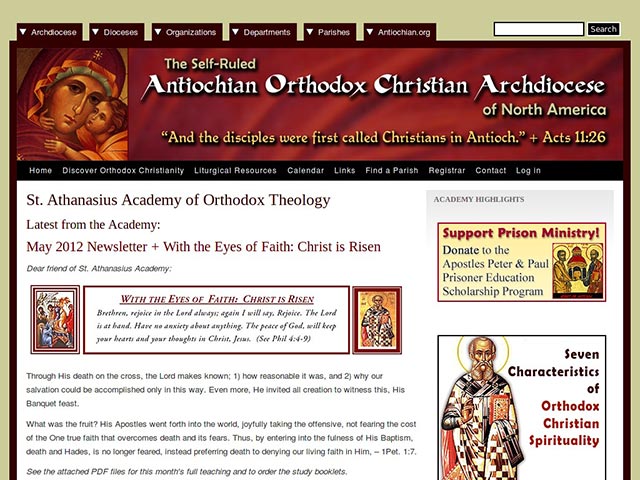 ▼ Archdiocese ▼ Dioceses ▼ Organizations ▼ Departments ▼ Parishes ▼ Antiochian.org Search
The Self-Ruled
Antiochian Orthodox Christian Archdiocese
of North America
“And the disciples were first called Christians in Antioch.” + Acts 11:26
Home Discover Orthodox Christianity Liturgical Resources Calendar Links Find a Parish Registrar Contact Log in
St. Athanasius Academy of Orthodox Theology
Latest from the Academy:
May 2012 Newsletter + With the Eyes of Faith: Christ is Risen
Dear friend of St. Athanasius Academy:
With the Eyes of Faith: Christ is Risen
Brethren, rejoice in the Lord always; again I will say, Rejoice. The Lord
is at hand. Have no anxiety about anything. The peace of God, will keep
your hearts and your thoughts in Christ, Jesus. (See Phil 4:4-9)
Through His death on the cross, the Lord makes known; 1) how reasonable it was, and 2) why our
salvation could be accomplished only in this way. Even more, He invited all creation to witness this, His
Banquet feast.
What was the fruit? His Apostles went forth into the world, joyfully taking the offensive, not fearing the cost
of the One true faith that overcomes death and its fears. Thus, by entering into the fulness of His Baptism,
death and Hades, is no longer feared, instead preferring death to denying our living faith in Him, – 1Pet. 1:7.
See the attached PDF files for this month's full teaching and to order the study booklets.
ACADEMY HIGHLIGHTS
Support Prison Ministry!
Donate to the
Apostles Peter & Paul
Prisoner Education
Scholarship Program
Seven
Characteristics
of
Orthodox
Christian
Spirituality